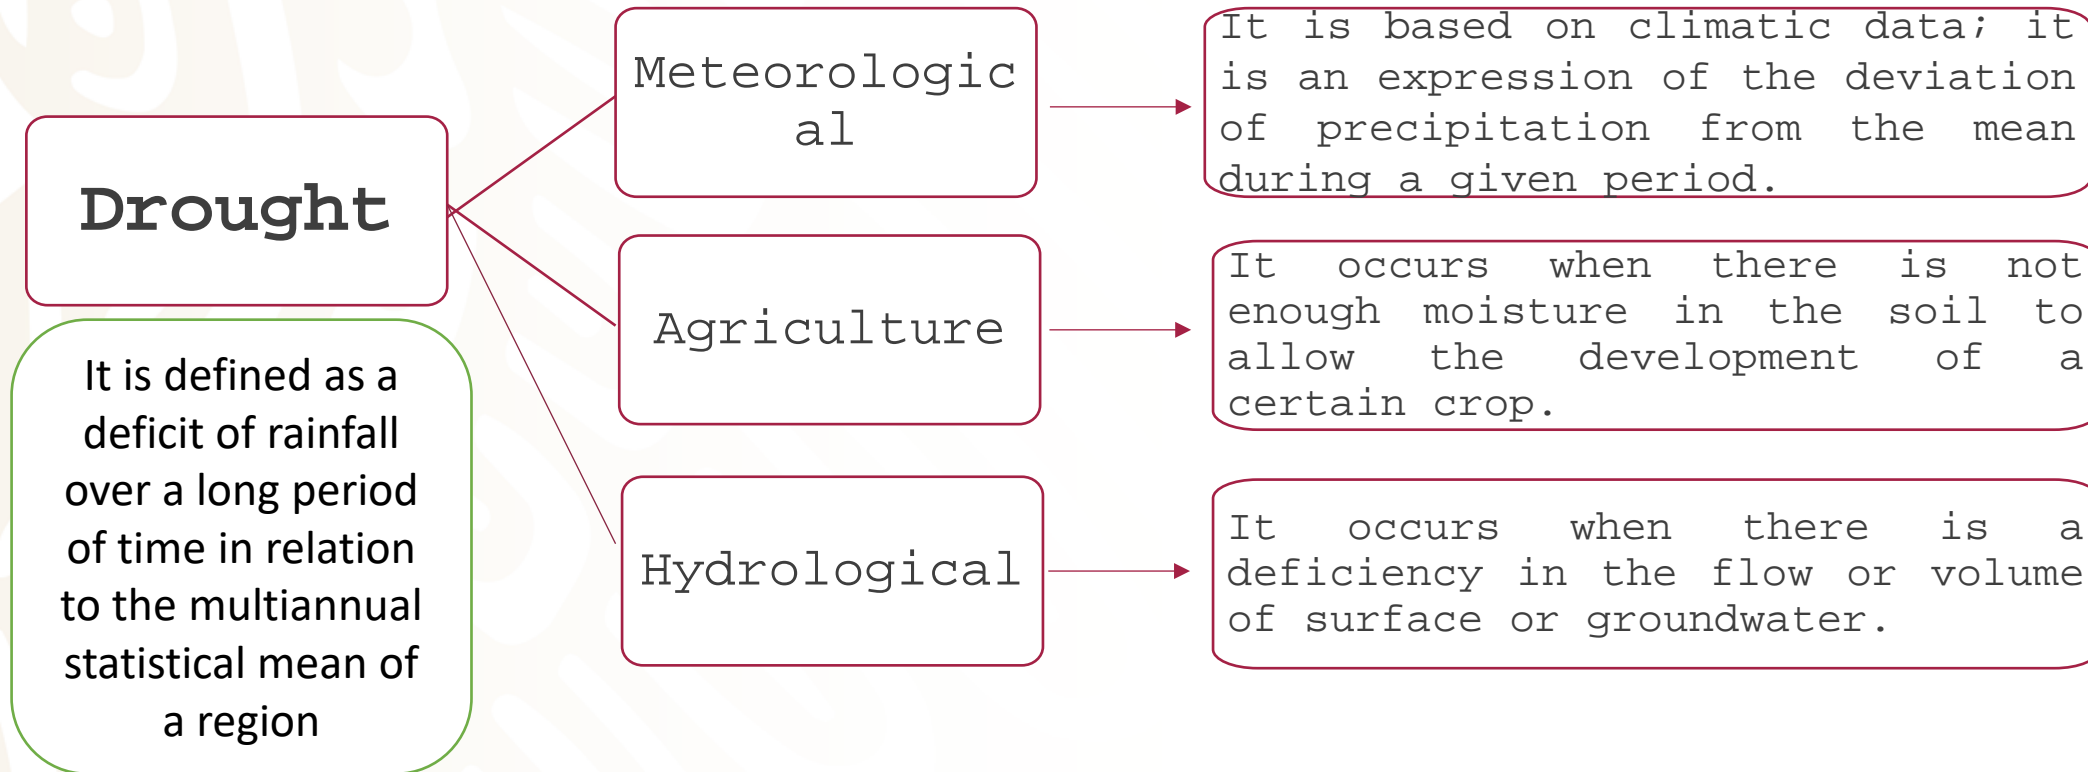 Drought
It is defined as a
deficit of rainfall
over a long period
of time in relation
to the multiannual
statistical mean of
a region
Meteorologic
al
It is based on climatic data; it
is an expression of the deviation
of precipitation from the mean
during a given period.
Agriculture
It occurs when there is not
enough moisture in the soil to
allow the development of a
certain crop.
Hydrological
It occurs when there is a
deficiency in the flow or volume
of surface or groundwater.